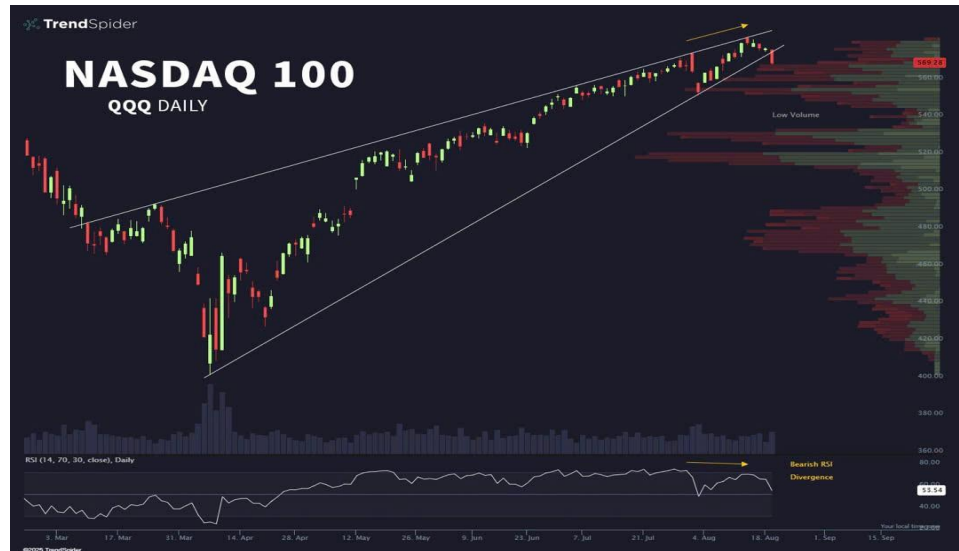 TrendSpider
NASDAQ 100
QQQ DAILY
569.28
560.00
Low Volume
540.00
520.00
500.00
480.00
460.00
440.00
420.00
400.00
380.00
360.00
RSI (14, 70, 30, close), Daily
80.00
Bearish RSI
Divergence
60.00
53.54
40.00
Your local time
3. Mar 17. Mar 31. Mar 14. Apr 28. Apr 12. May 26. May 9. Jun 23. Jun 7. Jul 21. Jul 4. Aug 18. Aug 1. Sep 15. Sep
©2025 TrendSpider